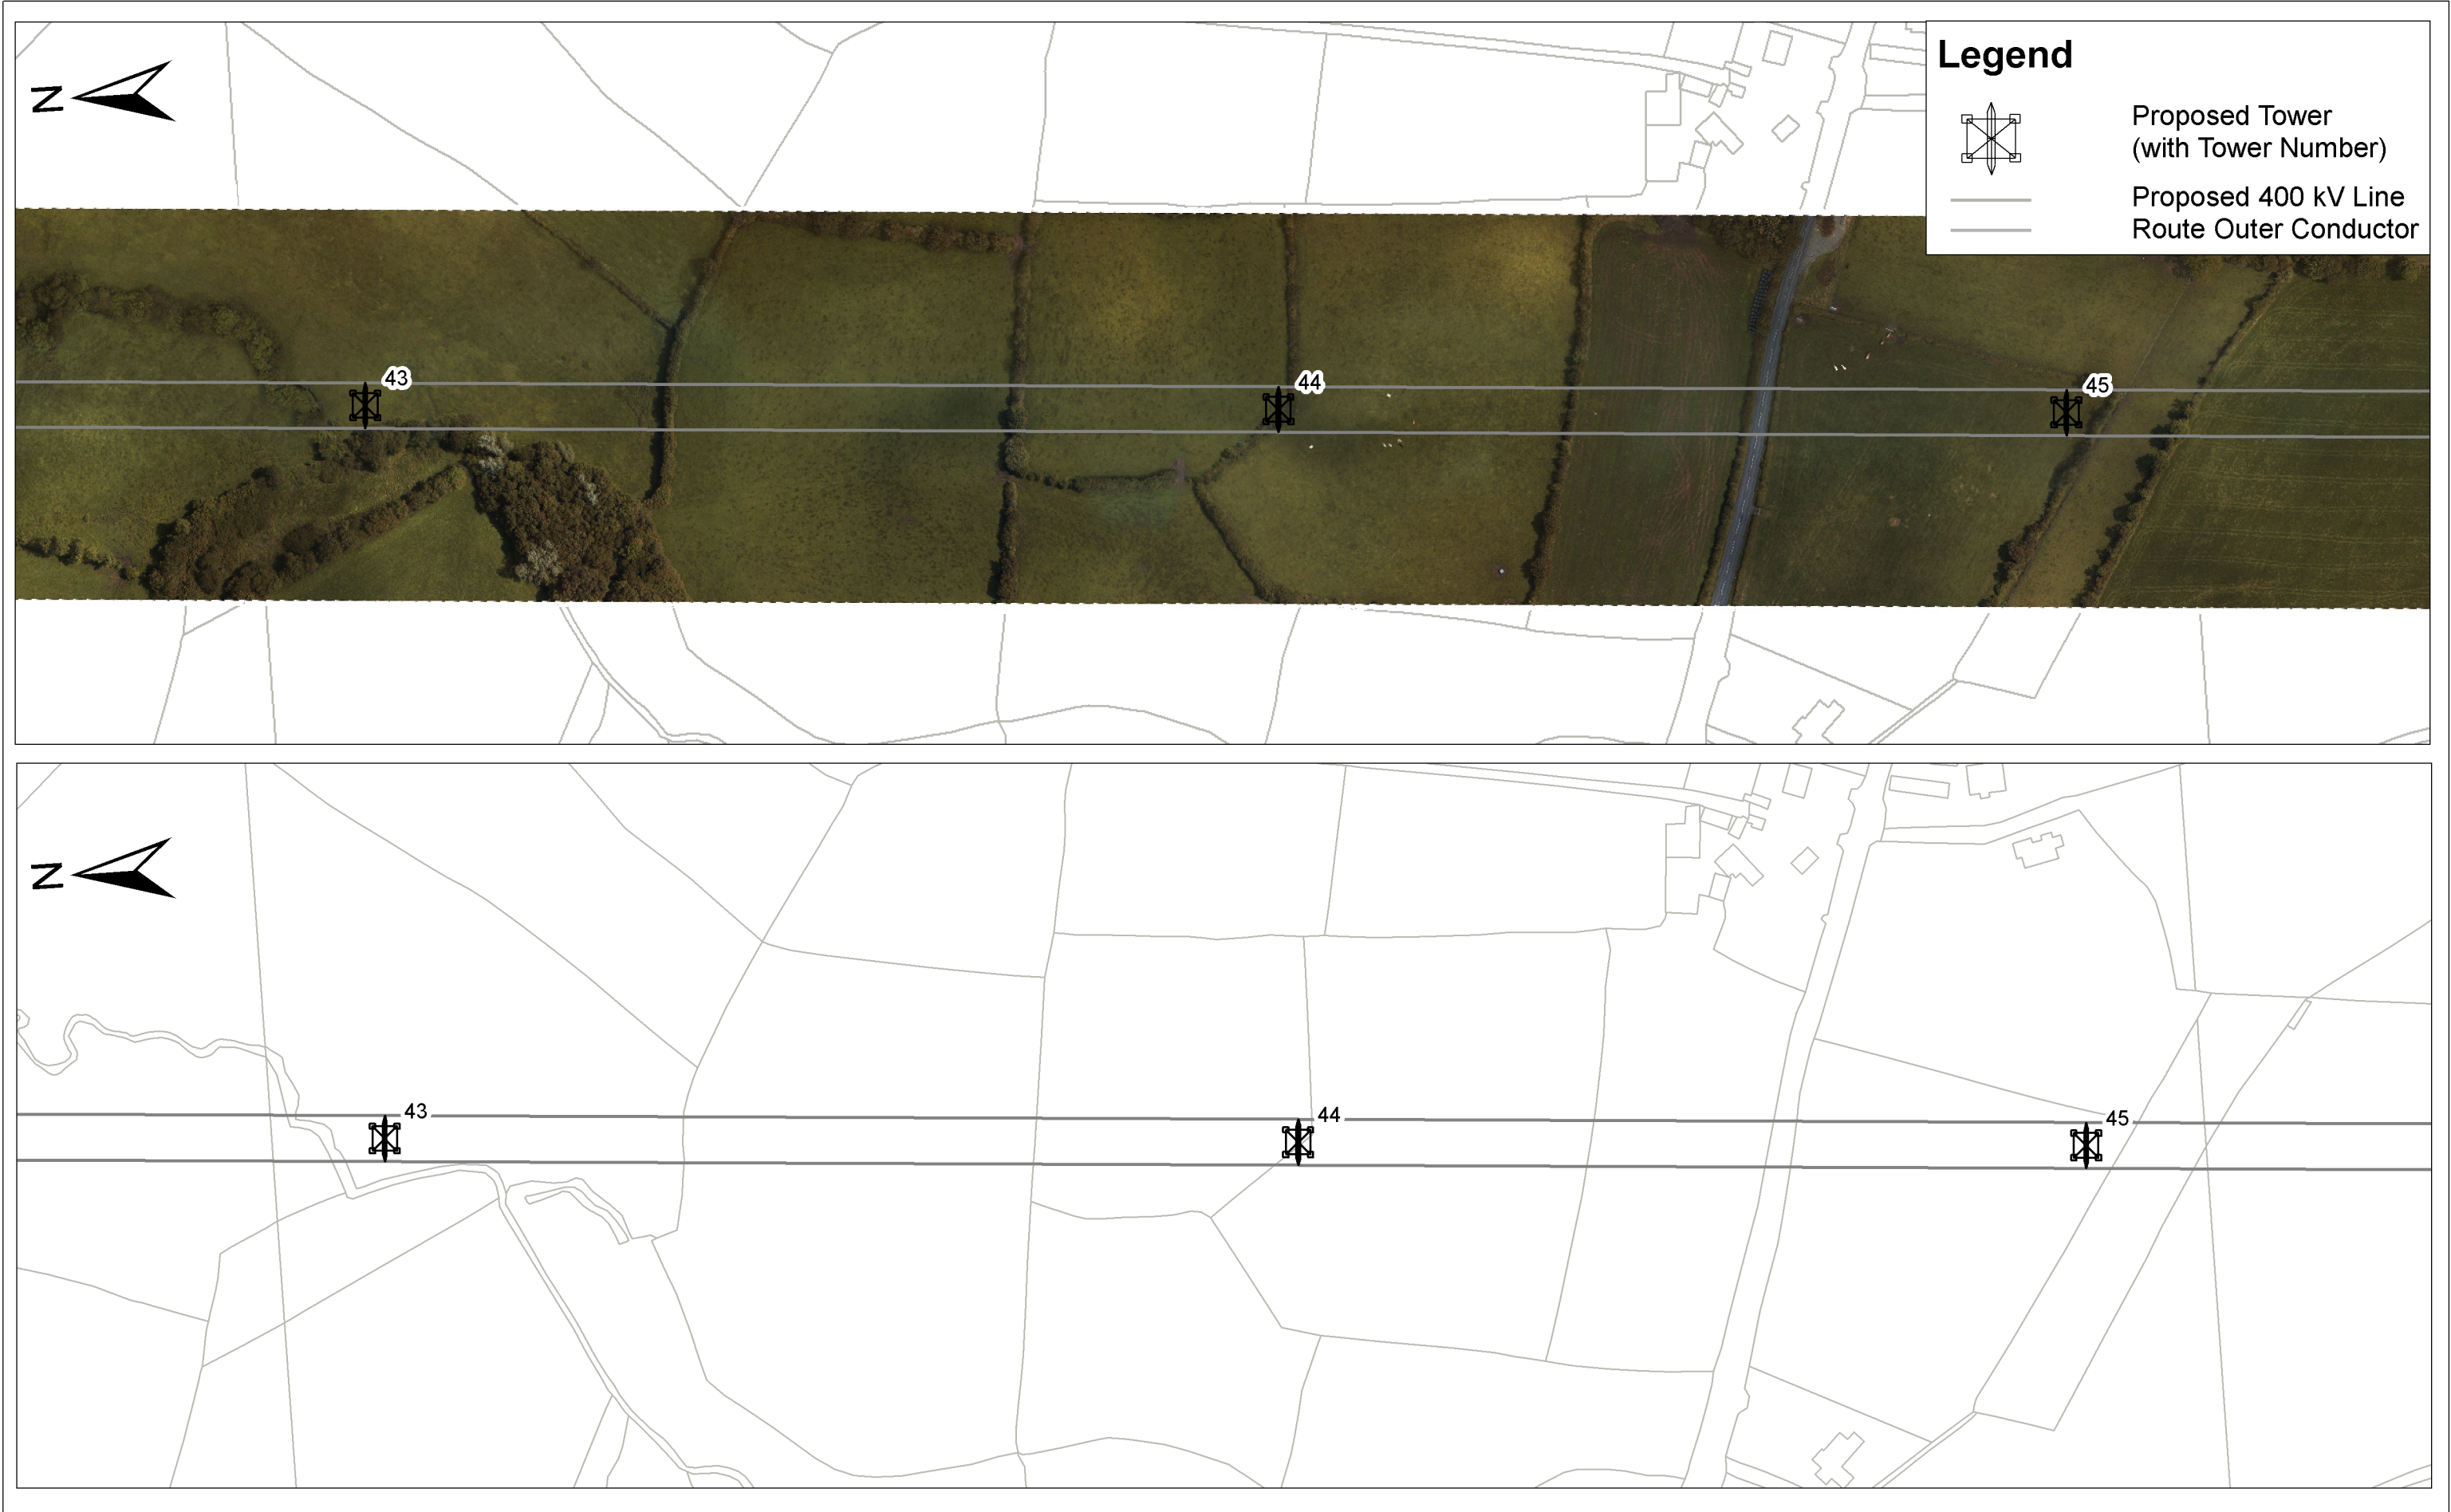 N
Legend
Proposed Tower
(with Tower Number)
Proposed 400 kV Line
Route Outer Conductor
43
44
45
N
43
44
45